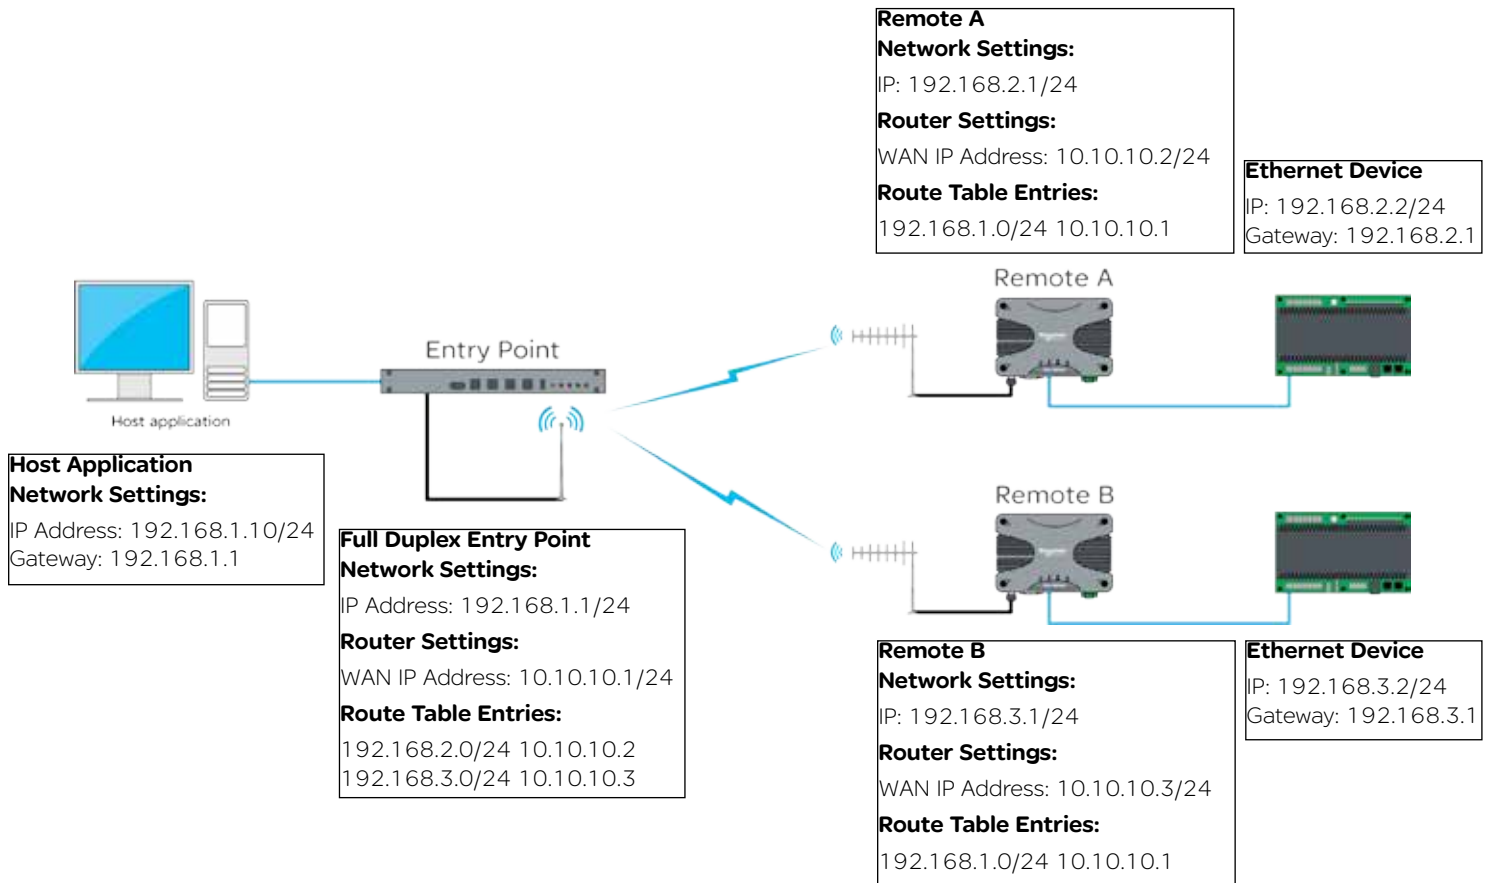 Remote A
Network Settings:
IP: 192.168.2.1/24
Router Settings:
WAN IP Address: 10.10.10.2/24
Route Table Entries:
192.168.1.0/24 10.10.10.1
Ethernet Device
IP: 192.168.2.2/24
Gateway: 192.168.2.1
Remote A
Entry Point
Host application
Host Application
Network Settings:
IP Address: 192.168.1.10/24
Gateway: 192.168.1.1
Full Duplex Entry Point
Network Settings:
IP Address: 192.168.1.1/24
Router Settings:
WAN IP Address: 10.10.10.1/24
Route Table Entries:
192.168.2.0/24 10.10.10.2
192.168.3.0/24 10.10.10.3
Remote B
Remote B
Network Settings:
IP: 192.168.3.1/24
Router Settings:
WAN IP Address: 10.10.10.3/24
Route Table Entries:
192.168.1.0/24 10.10.10.1
Ethernet Device
IP: 192.168.3.2/24
Gateway: 192.168.3.1